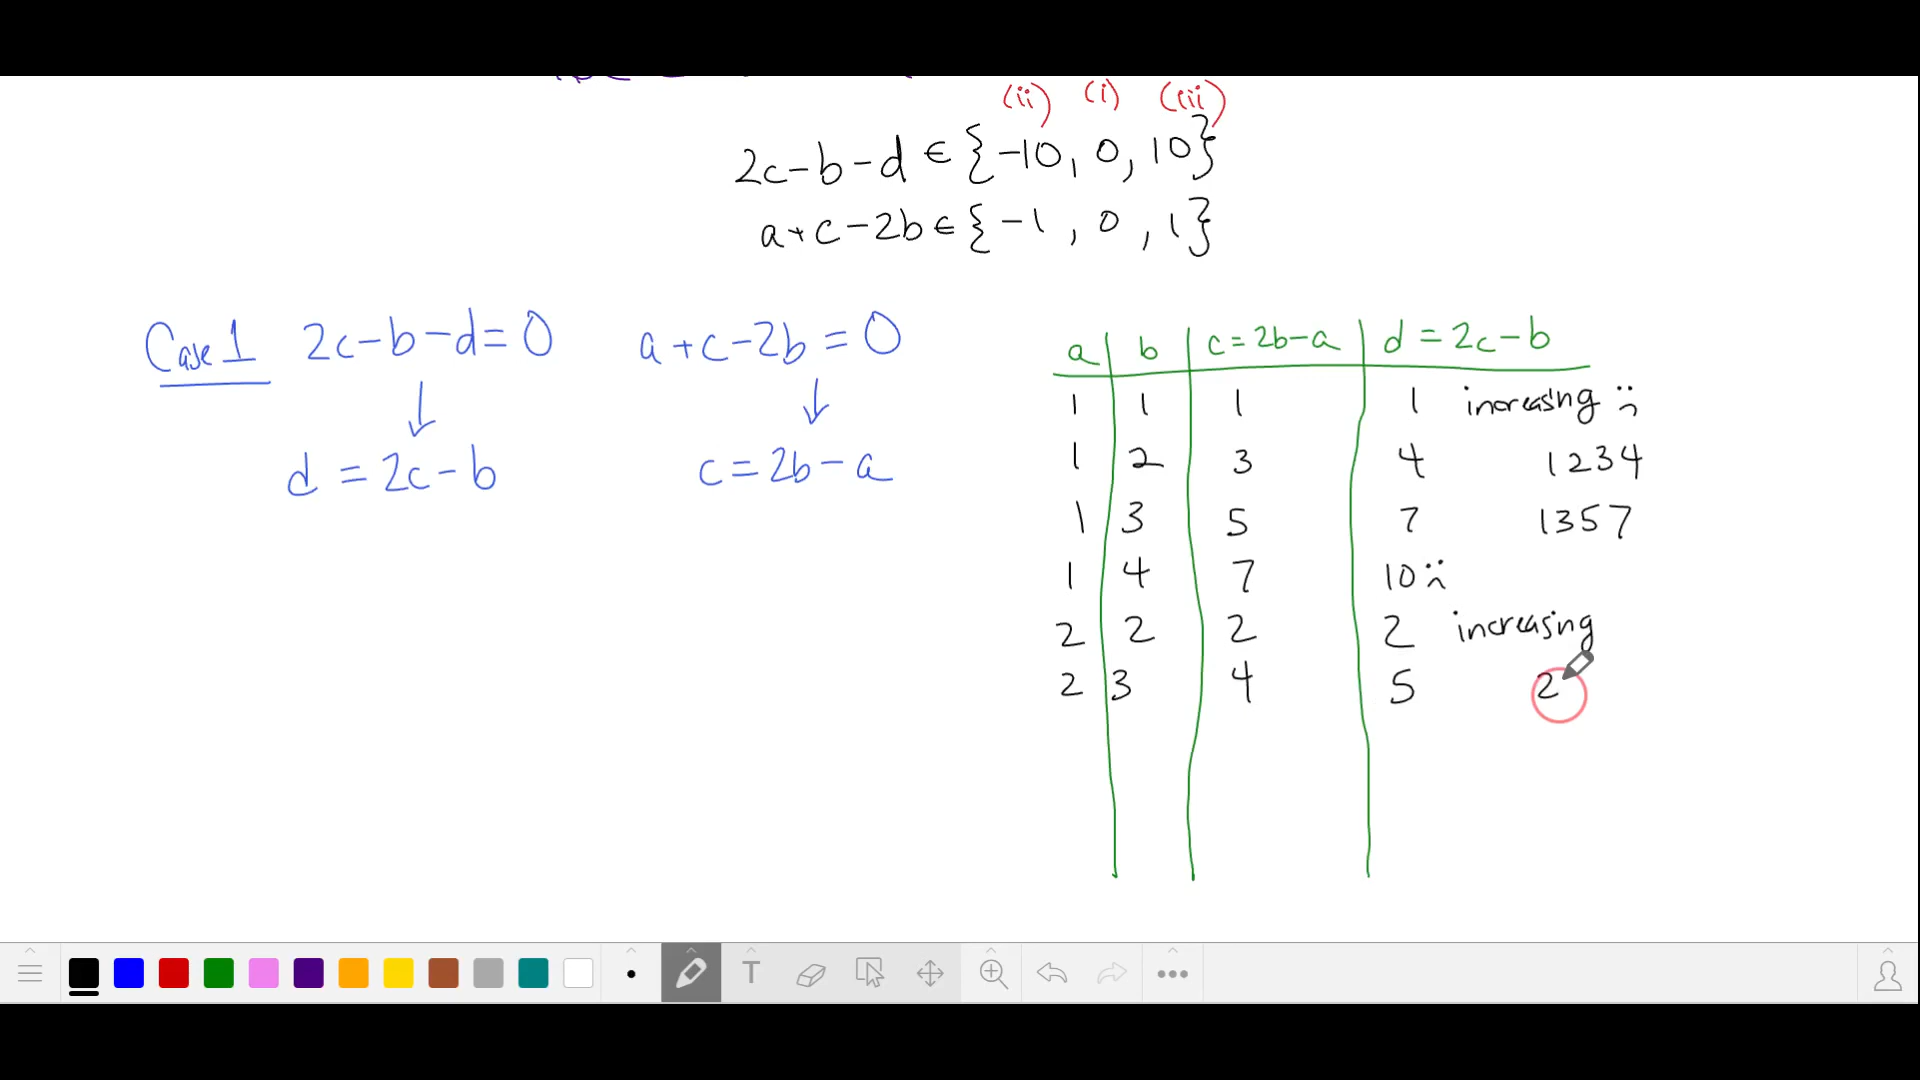 (ii) (i) (iii)
2c-b-d ∈ {-10, 0, 10}
a+c-2b ∈ {-1, 0, 1}
Case 1 2c-b-d=0 a+c-2b=0
↓ ↓
d = 2c-b c=2b-a
a b c=2b-a d=2c-b
1 1 1 1 increasing
1 2 3 4 1234
1 3 5 7 1357
1 4 7 10
2 2 2 2 increasing
2 3 4 5 2
T